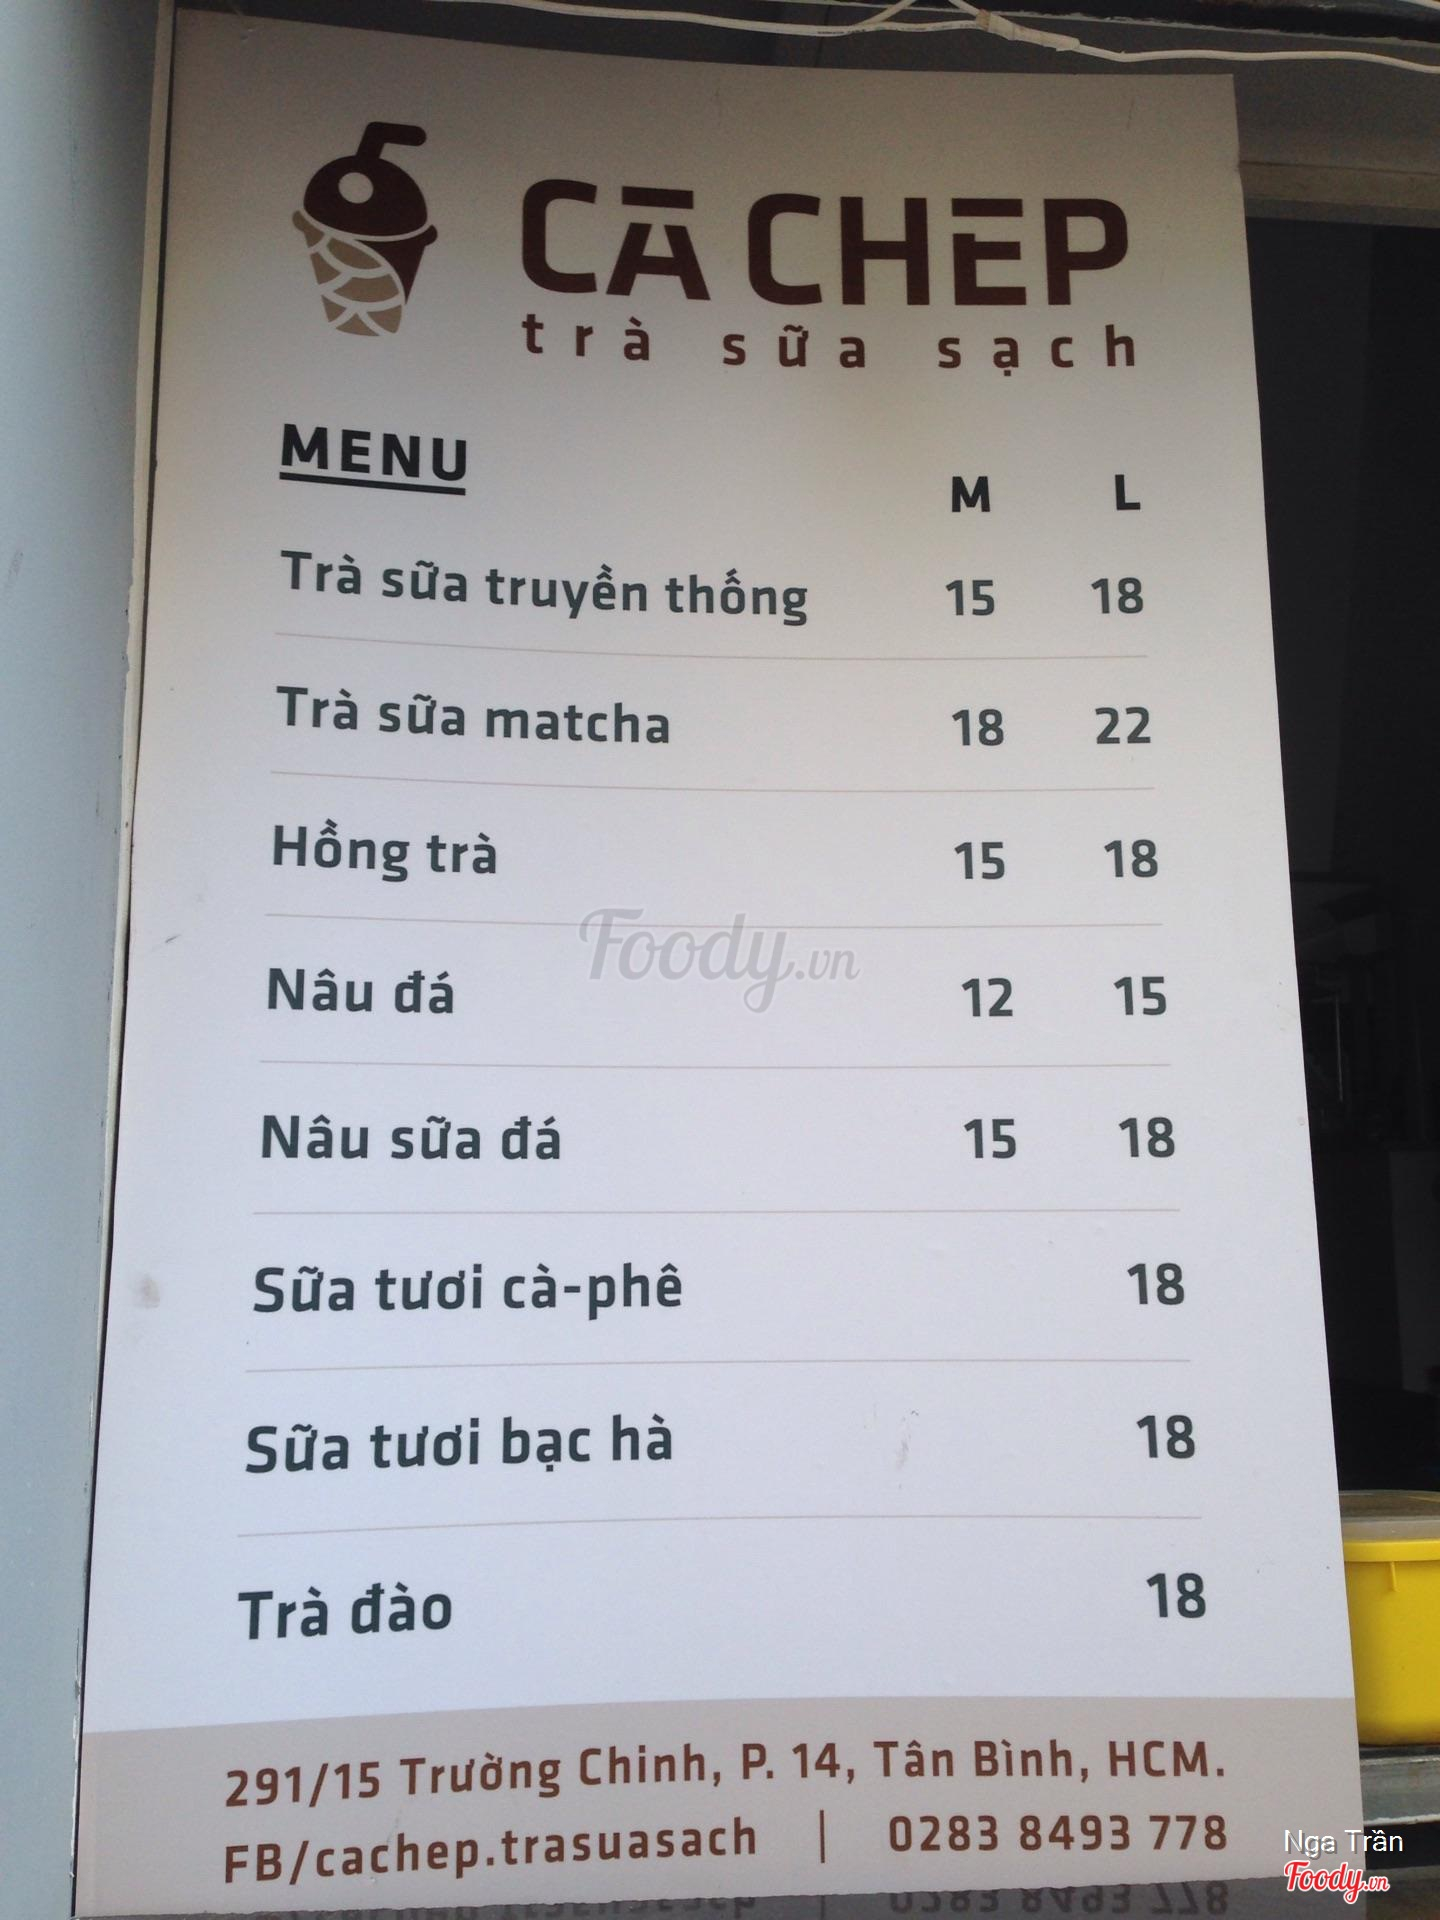 CĀ CHĒP
trà sữa sạch
MENU
M L
Trà sữa truyền thống 15 18
Trà sữa matcha 18 22
Hồng trà 15 18
Foody.vn
Nâu đá 12 15
Nâu sữa đá 15 18
Sữa tươi cà-phê 18
Sữa tươi bạc hà 18
Trà đào 18
291/15 Trường Chinh, P. 14, Tân Bình, HCM.
FB/cachep.trasuasach | 0283 8493 778
Nga Trần
Foody.vn